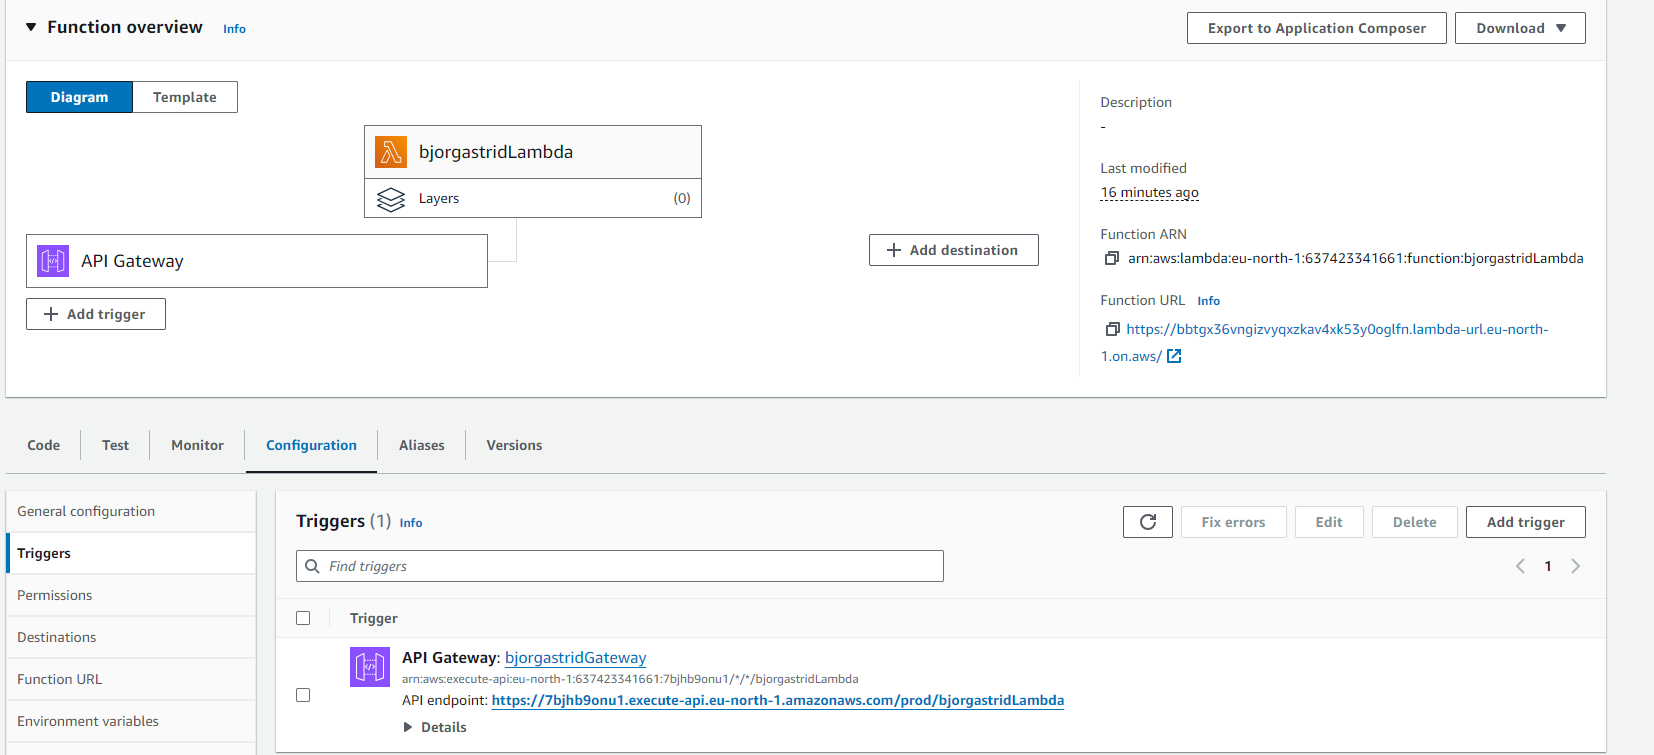 Function overview Info
Export to Application Composer
Download
Diagram
Template
bjorgastridLambda
Layers (0)
API Gateway
Add trigger
Add destination
Description
-
Last modified
16 minutes ago
Function ARN
arn:aws:lambda:eu-north-1:637423341661:function:bjorgastridLambda
Function URL Info
https://bbtgx36vngizvyqxzkav4xk53y0oglfn.lambda-url.eu-north-
1.on.aws/
Code Test Monitor Configuration Aliases Versions
General configuration
Triggers
Permissions
Destinations
Function URL
Environment variables
Triggers (1) Info
Fix errors Edit Delete Add trigger
Find triggers
1
Trigger
API Gateway: bjorgastridGateway
arn:aws:execute-api:eu-north-1:637423341661:7bjhb9onu1/*/*/bjorgastridLambda
API endpoint: https://7bjhb9onu1.execute-api.eu-north-1.amazonaws.com/prod/bjorgastridLambda
Details